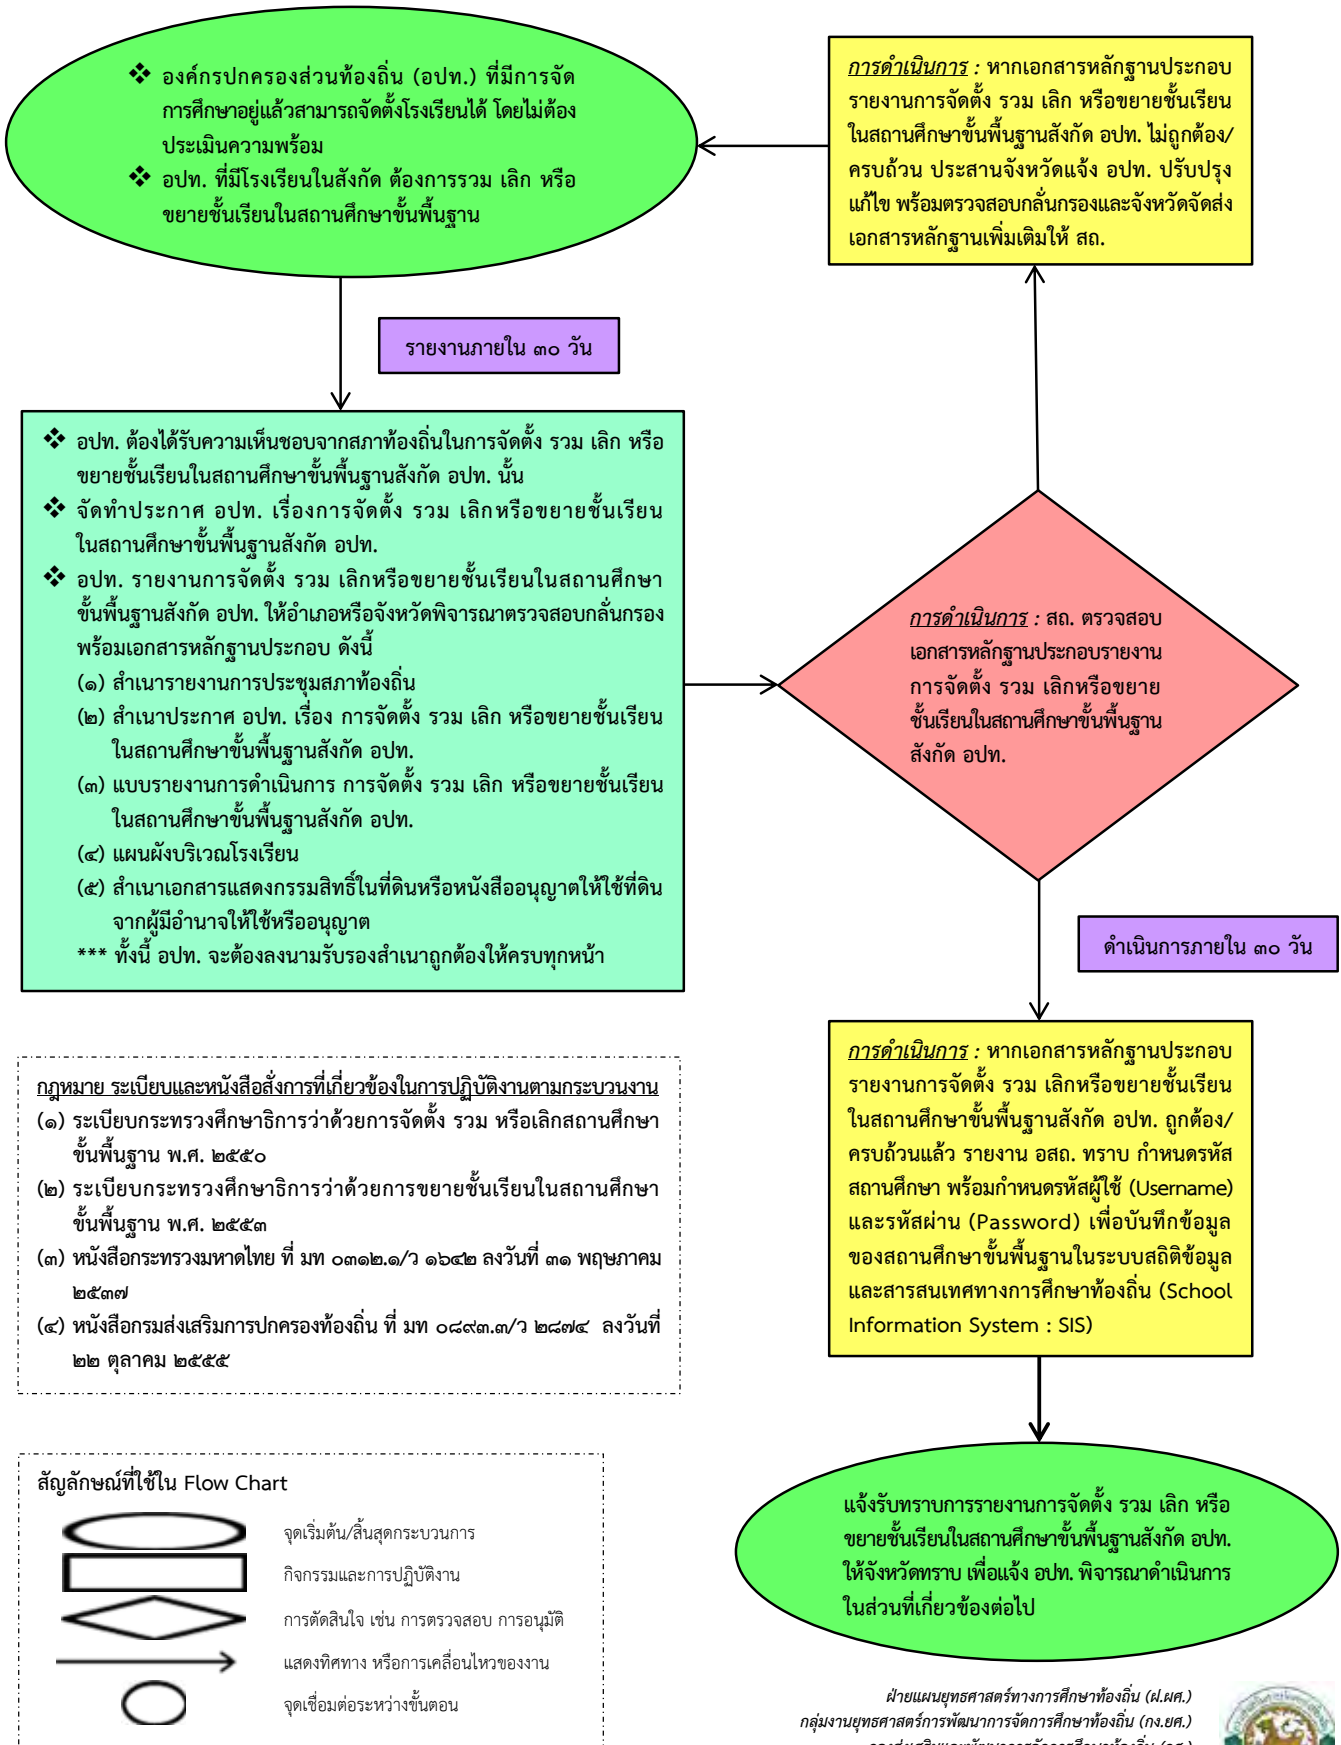 ❖ องค์กรปกครองส่วนท้องถิ่น (อปท.) ที่มีการจัด
การศึกษาอยู่แล้วสามารถจัดตั้งโรงเรียนได้ โดยไม่ต้อง
ประเมินความพร้อม
❖ อปท. ที่มีโรงเรียนในสังกัด ต้องการรวม เลิก หรือ
ขยายชั้นเรียนในสถานศึกษาขั้นพื้นฐาน
การดำเนินการ : หากเอกสารหลักฐานประกอบ
รายงานการจัดตั้ง รวม เลิก หรือขยายชั้นเรียน
ในสถานศึกษาขั้นพื้นฐานสังกัด อปท. ไม่ถูกต้อง/
ครบถ้วน ประสานจังหวัดแจ้ง อปท. ปรับปรุง
แก้ไข พร้อมตรวจสอบกลั่นกรองและจังหวัดจัดส่ง
เอกสารหลักฐานเพิ่มเติมให้ สถ.
รายงานภายใน ๓๐ วัน
❖ อปท. ต้องได้รับความเห็นชอบจากสภาท้องถิ่นในการจัดตั้ง รวม เลิก หรือ
ขยายชั้นเรียนในสถานศึกษาขั้นพื้นฐานสังกัด อปท. นั้น
❖ จัดทำประกาศ อปท. เรื่องการจัดตั้ง รวม เลิกหรือขยายชั้นเรียน
ในสถานศึกษาขั้นพื้นฐานสังกัด อปท.
❖ อปท. รายงานการจัดตั้ง รวม เลิกหรือขยายชั้นเรียนในสถานศึกษา
ขั้นพื้นฐานสังกัด อปท. ให้อำเภอหรือจังหวัดพิจารณาตรวจสอบกลั่นกรอง
พร้อมเอกสารหลักฐานประกอบ ดังนี้
(๑) สำเนารายงานการประชุมสภาท้องถิ่น
(๒) สำเนาประกาศ อปท. เรื่อง การจัดตั้ง รวม เลิก หรือขยายชั้นเรียน
ในสถานศึกษาขั้นพื้นฐานสังกัด อปท.
(๓) แบบรายงานการดำเนินการ การจัดตั้ง รวม เลิก หรือขยายชั้นเรียน
ในสถานศึกษาขั้นพื้นฐานสังกัด อปท.
(๔) แผนผังบริเวณโรงเรียน
(๕) สำเนาเอกสารแสดงกรรมสิทธิ์ในที่ดินหรือหนังสืออนุญาตให้ใช้ที่ดิน
จากผู้มีอำนาจให้ใช้หรืออนุญาต
*** ทั้งนี้ อปท. จะต้องลงนามรับรองสำเนาถูกต้องให้ครบทุกหน้า
การดำเนินการ : สถ. ตรวจสอบ
เอกสารหลักฐานประกอบรายงาน
การจัดตั้ง รวม เลิกหรือขยาย
ชั้นเรียนในสถานศึกษาขั้นพื้นฐาน
สังกัด อปท.
ดำเนินการภายใน ๓๐ วัน
การดำเนินการ : หากเอกสารหลักฐานประกอบ
รายงานการจัดตั้ง รวม เลิกหรือขยายชั้นเรียน
ในสถานศึกษาขั้นพื้นฐานสังกัด อปท. ถูกต้อง/
ครบถ้วนแล้ว รายงาน อสถ. ทราบ กำหนดรหัส
สถานศึกษา พร้อมกำหนดรหัสผู้ใช้ (Username)
และรหัสผ่าน (Password) เพื่อบันทึกข้อมูล
ของสถานศึกษาขั้นพื้นฐานในระบบสถิติข้อมูล
และสารสนเทศทางการศึกษาท้องถิ่น (School
Information System : SIS)
กฎหมาย ระเบียบและหนังสือสั่งการที่เกี่ยวข้องในการปฏิบัติงานตามกระบวนงาน
(๑) ระเบียบกระทรวงศึกษาธิการว่าด้วยการจัดตั้ง รวม หรือเลิกสถานศึกษา
ขั้นพื้นฐาน พ.ศ. ๒๕๕๐
(๒) ระเบียบกระทรวงศึกษาธิการว่าด้วยการขยายชั้นเรียนในสถานศึกษา
ขั้นพื้นฐาน พ.ศ. ๒๕๕๓
(๓) หนังสือกระทรวงมหาดไทย ที่ มท ๐๓๑๒.๑/ว ๑๖๔๒ ลงวันที่ ๓๑ พฤษภาคม
๒๕๓๗
(๔) หนังสือกรมส่งเสริมการปกครองท้องถิ่น ที่ มท ๐๘๙๓.๓/ว ๒๘๗๔ ลงวันที่
๒๒ ตุลาคม ๒๕๕๕
สัญลักษณ์ที่ใช้ใน Flow Chart
จุดเริ่มต้น/สิ้นสุดกระบวนการ
กิจกรรมและการปฏิบัติงาน
การตัดสินใจ เช่น การตรวจสอบ การอนุมัติ
แสดงทิศทาง หรือการเคลื่อนไหวของงาน
จุดเชื่อมต่อระหว่างขั้นตอน
แจ้งรับทราบการรายงานการจัดตั้ง รวม เลิก หรือ
ขยายชั้นเรียนในสถานศึกษาขั้นพื้นฐานสังกัด อปท.
ให้จังหวัดทราบ เพื่อแจ้ง อปท. พิจารณาดำเนินการ
ในส่วนที่เกี่ยวข้องต่อไป
ฝ่ายแผนยุทธศาสตร์ทางการศึกษาท้องถิ่น (ฝ.ผศ.)
กลุ่มงานยุทธศาสตร์การพัฒนาการจัดการศึกษาท้องถิ่น (กง.ยศ.)